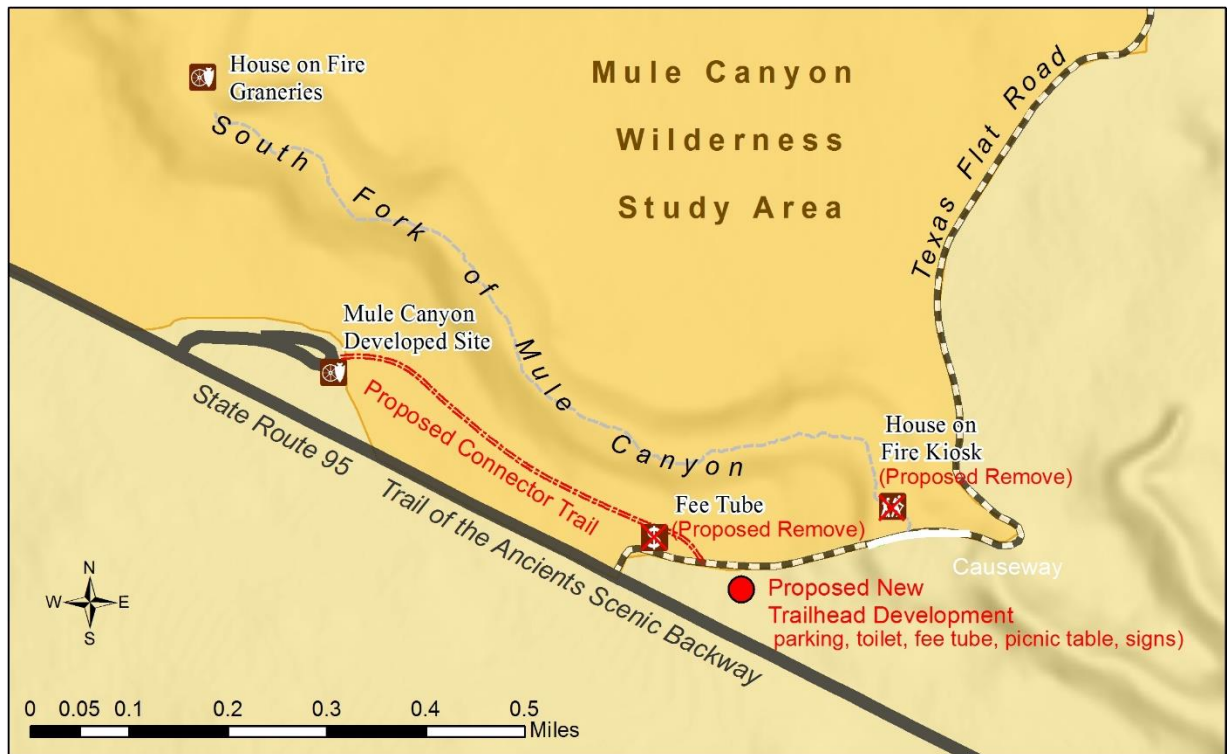 House on Fire
Graneries
Mule Canyon
Wilderness
Study Area
Texas Flat Road
South Fork of Mule Canyon
Mule Canyon
Developed Site
Proposed Connector Trail
State Route 95 Trail of the Ancients Scenic Backway
House on
Fire Kiosk
(Proposed Remove)
Fee Tube
(Proposed Remove)
Causeway
Proposed New
Trailhead Development
parking, toilet, fee tube, picnic table, signs)
N
W E
S
0 0.05 0.1 0.2 0.3 0.4 0.5
Miles